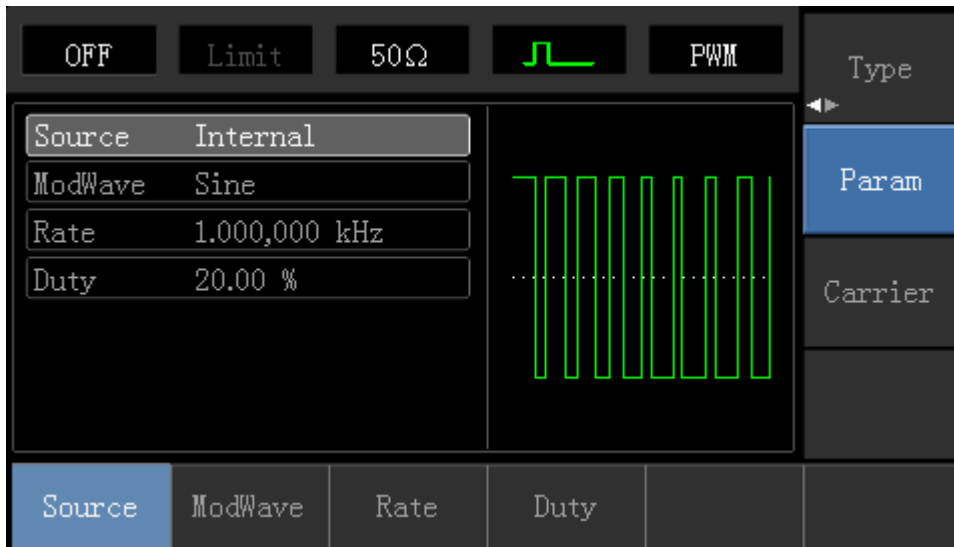 OFF Limit 50Ω PWM
Type
Source Internal
ModWave Sine
Rate 1.000,000 kHz
Duty 20.00 %
Param
Carrier
Source ModWave Rate Duty